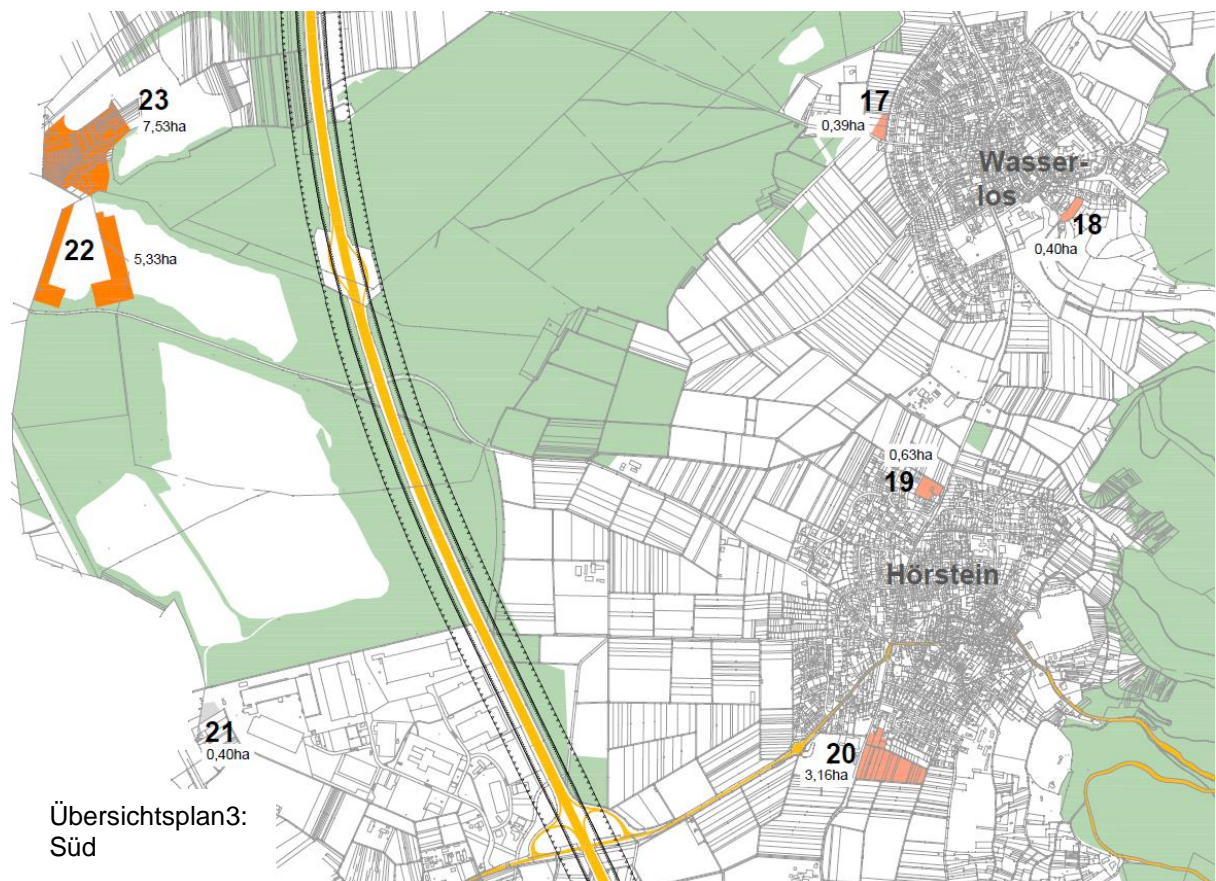 23
7,53ha
17
0,39ha
Wasser-
los
18
0,40ha
22
5,33ha
0,63ha
19
Hörstein
21
0,40ha
20
3,16ha
Übersichtsplan3:
Süd